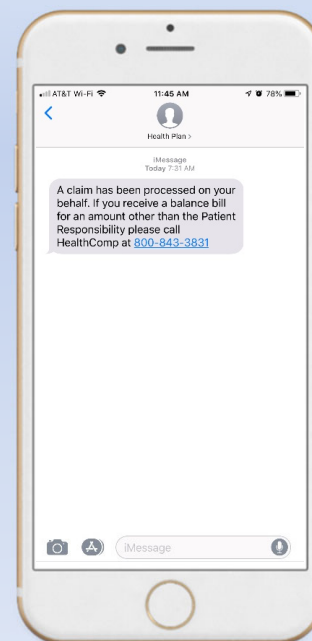 AT&T Wi-Fi 11:45 AM 78%
Health Plan >
iMessage
Today 7:31 AM
A claim has been processed on your
behalf. If you receive a balance bill
for an amount other than the Patient
Responsibility please call
HealthComp at 800-843-3831
iMessage